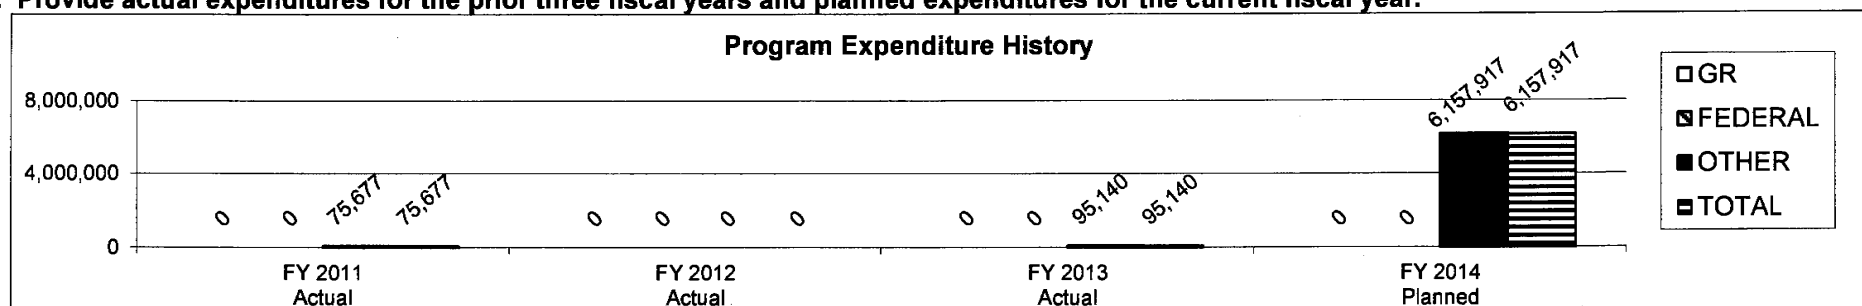 Provide actual expenditures for the prior three fiscal years and planned expenditures for the current fiscal year.
Program Expenditure History
GR
FEDERAL
OTHER
TOTAL
8,000,000
4,000,000
0
0 0 75,677 75,677 0 0 0 0 0 0 95,140 95,140 0 0 6,157,917 6,157,917
FY 2011 FY 2012 FY 2013 FY 2014
Actual Actual Actual Planned